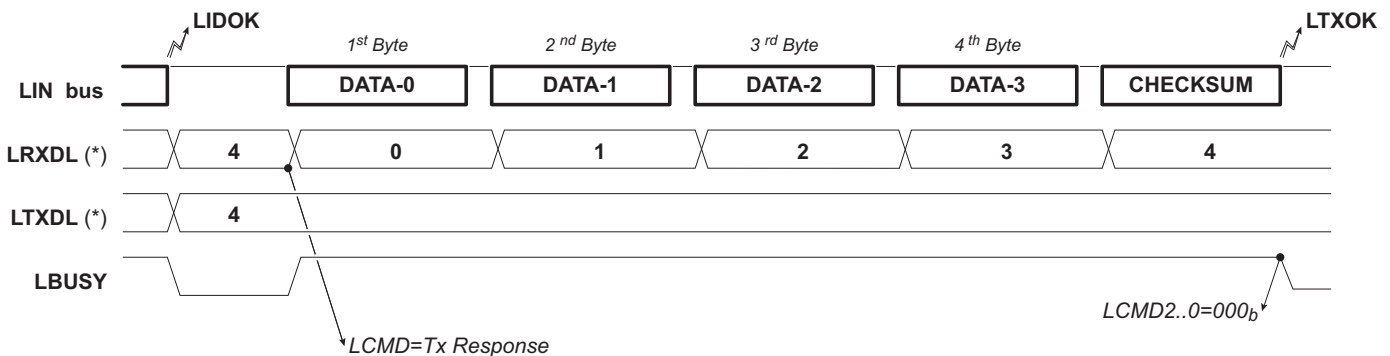 LIDOK
LTXOK
1st Byte
2 nd Byte
3 rd Byte
4 th Byte
LIN bus
DATA-0
DATA-1
DATA-2
DATA-3
CHECKSUM
LRXDL (*)
4
0
1
2
3
4
LTXDL (*)
4
LBUSY
LCMD2..0=000b
LCMD=Tx Response